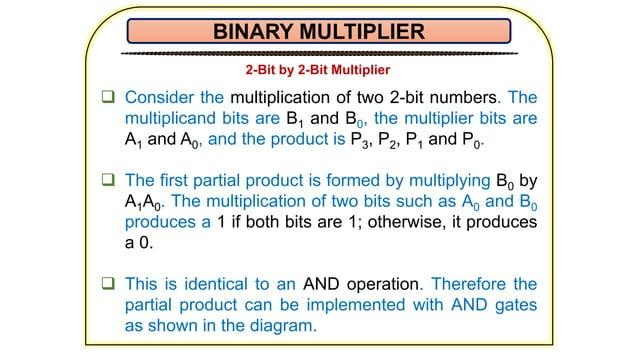 BINARY MULTIPLIER
2-Bit by 2-Bit Multiplier
❑ Consider the multiplication of two 2-bit numbers. The
multiplicand bits are B₁ and B₀, the multiplier bits are
A₁ and A₀, and the product is P₃, P₂, P₁ and P₀.
❑ The first partial product is formed by multiplying B₀ by
A₁A₀. The multiplication of two bits such as A₀ and B₀
produces a 1 if both bits are 1; otherwise, it produces
a 0.
❑ This is identical to an AND operation. Therefore the
partial product can be implemented with AND gates
as shown in the diagram.